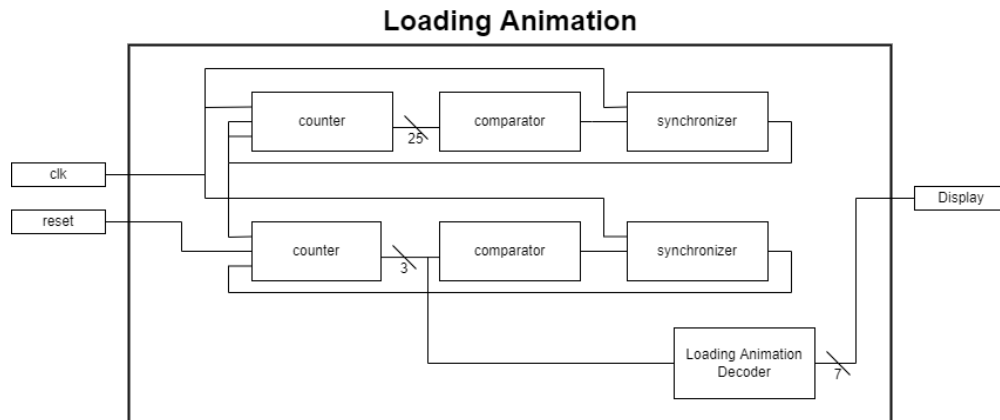 Loading Animation
counter
comparator
synchronizer
25
clk
reset
Display
counter
comparator
synchronizer
3
Loading Animation
Decoder
7